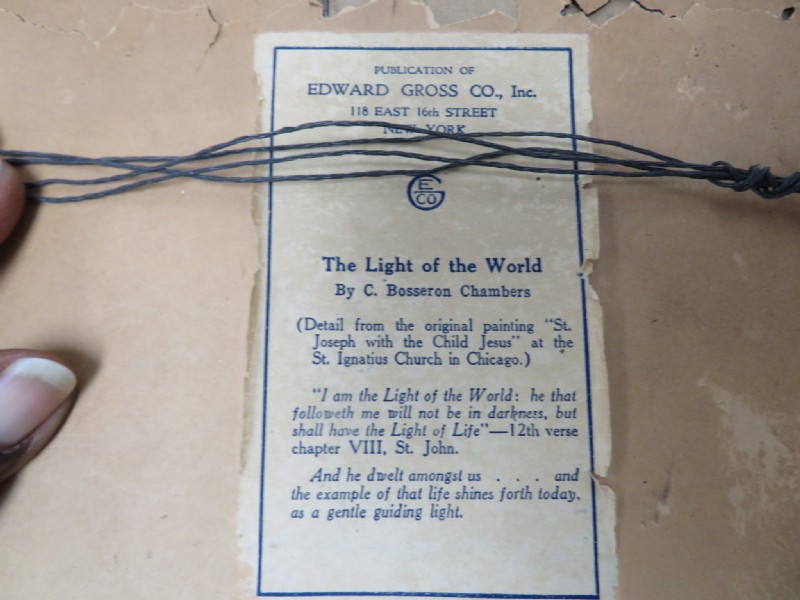 PUBLICATION OF
EDWARD GROSS CO., Inc.
118 EAST 16th STREET
NEW YORK
E
G
CO
The Light of the World
By C. Bosseron Chambers
(Detail from the original painting "St.
Joseph with the Child Jesus" at the
St. Ignatius Church in Chicago.)
"I am the Light of the World: he that
followeth me will not be in darkness, but
shall have the Light of Life"—12th verse
chapter VIII, St. John.
And he dwelt amongst us . . . . and
the example of that life shines forth today,
as a gentle guiding light.